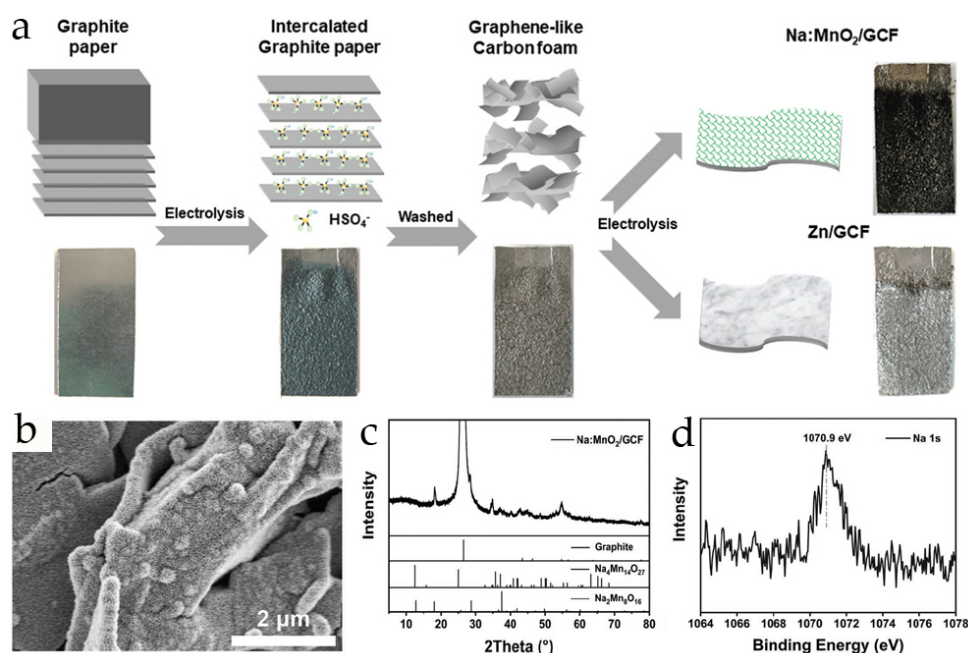 a
Graphite
paper
Intercalated
Graphite paper
Graphene-like
Carbon foam
Na:MnO₂/GCF
Electrolysis
HSO₄⁻
Washed
Electrolysis
Zn/GCF
b
2 μm
c
Na:MnO₂/GCF
Intensity
Graphite
Na₄Mn₁₄O₂₇
Na₂Mn₈O₁₆
10 20 30 40 50 60 70 80
2Theta (°)
d
1070.9 eV
Na 1s
Intensity
1064 1066 1068 1070 1072 1074 1076 1078
Binding Energy (eV)